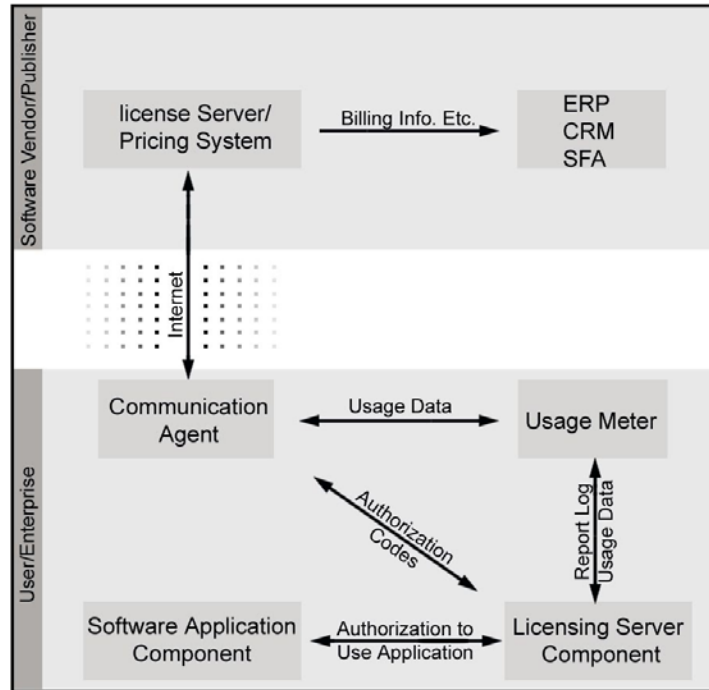 Software Vendor/Publisher
license Server/
Pricing System
Billing Info. Etc.
ERP
CRM
SFA
Internet
User/Enterprise
Communication
Agent
Usage Data
Usage Meter
Authorization
Codes
Report Log
Usage Data
Software Application
Component
Authorization to
Use Application
Licensing Server
Component